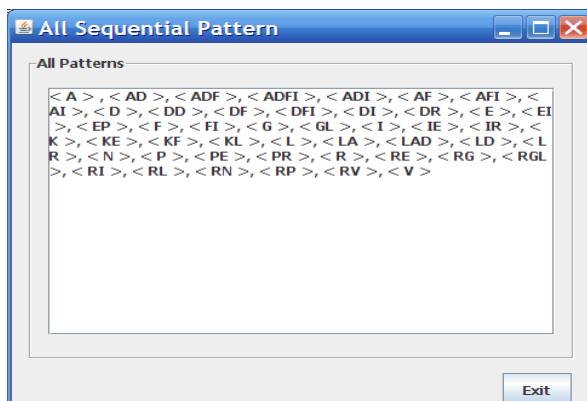 All Sequential Pattern
All Patterns
< A > , < AD >, < ADF >, < ADFI >, < ADI >, < AF >, < AFI >, <
AI >, < D >, < DD >, < DF >, < DFI >, < DI >, < DR >, < E >, < EI
>, < EP >, < F >, < FI >, < G >, < GL >, < I >, < IE >, < IR >, <
K >, < KE >, < KF >, < KL >, < L >, < LA >, < LAD >, < LD >, < L
R >, < N >, < P >, < PE >, < PR >, < R >, < RE >, < RG >, < RGL
>, < RI >, < RL >, < RN >, < RP >, < RV >, < V >
Exit